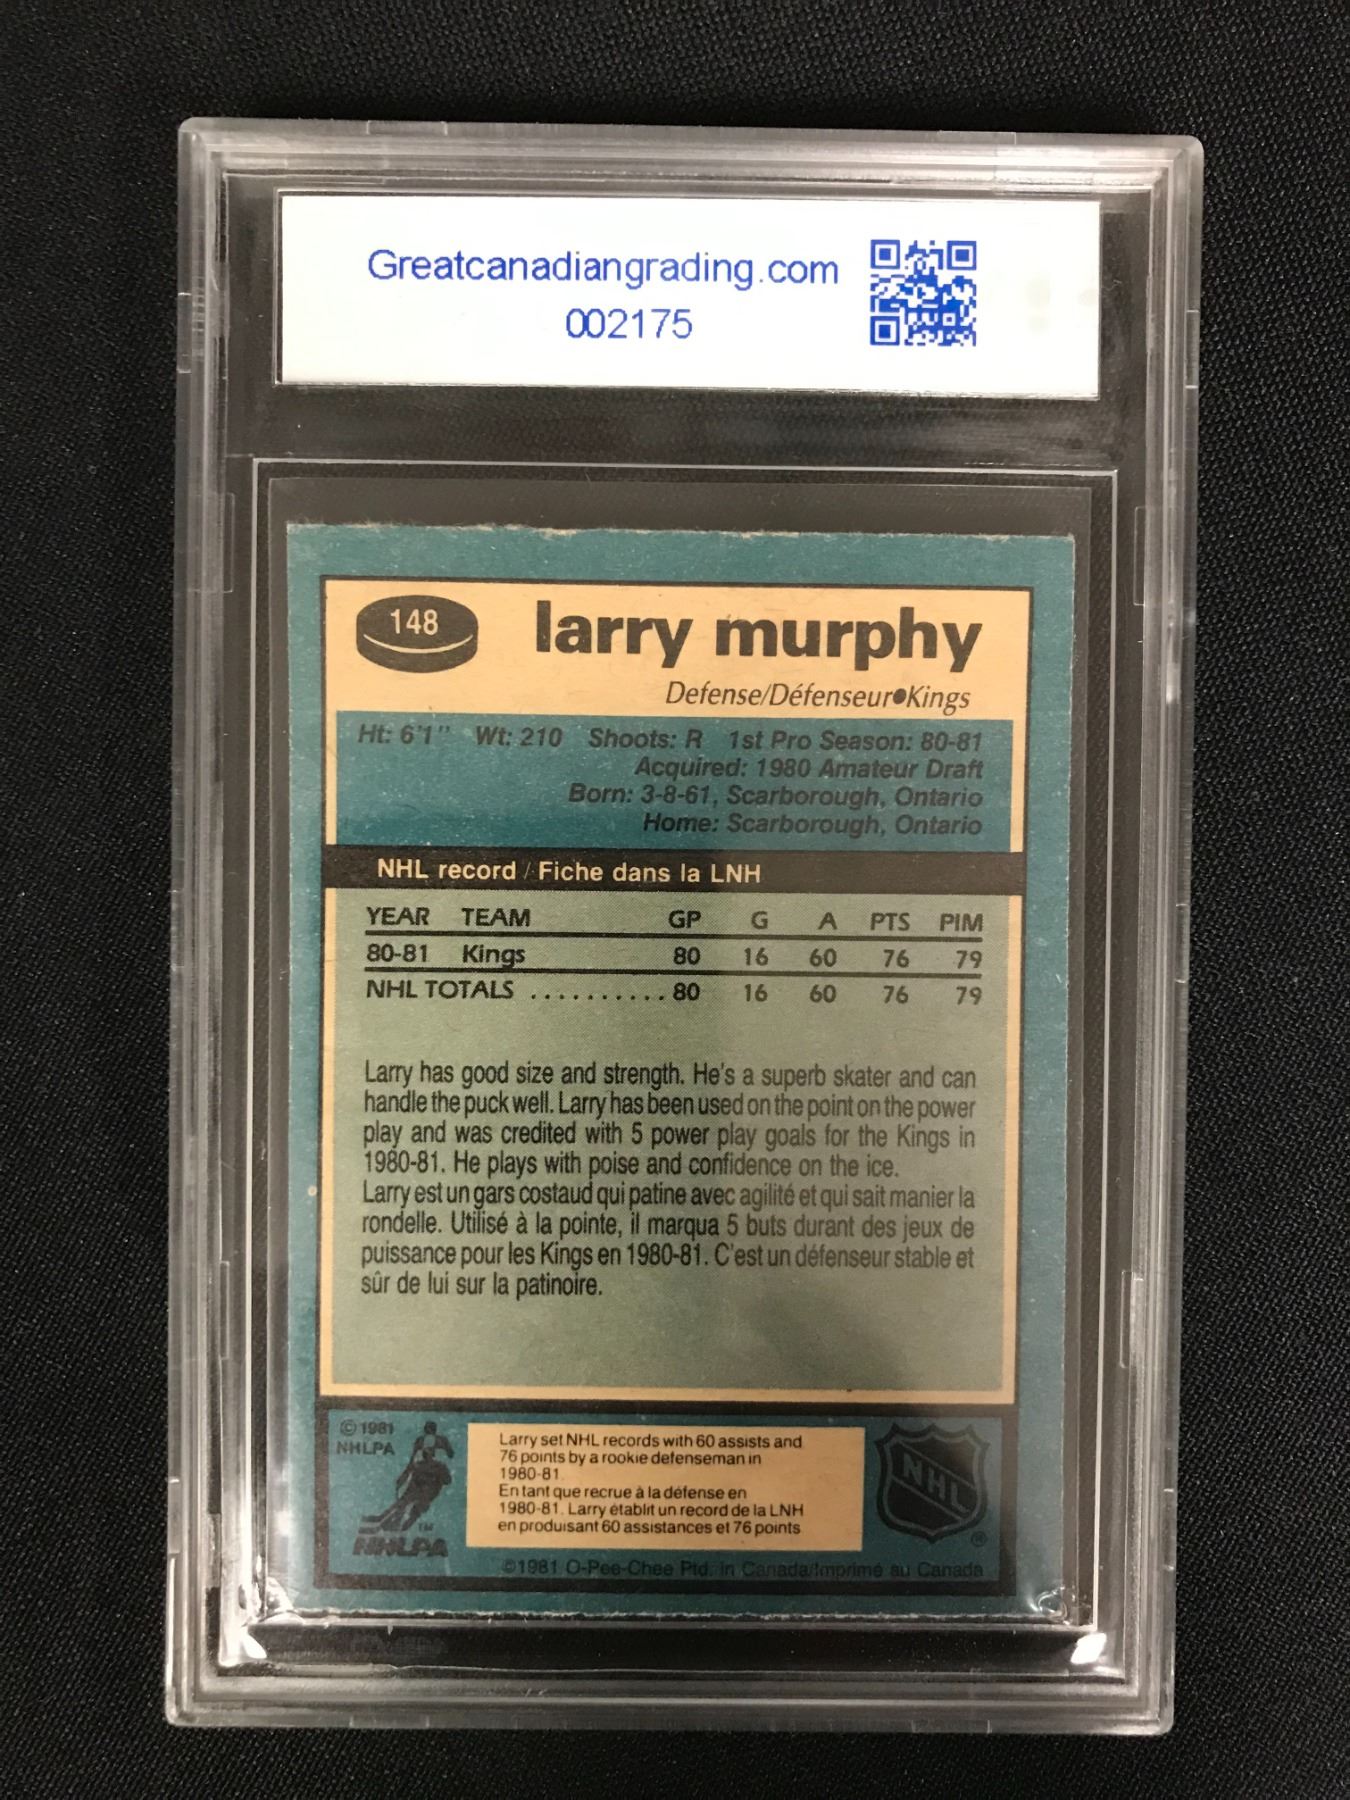 Greatcanadiangrading.com
002175
148
larry murphy
Defense/Défenseur●Kings
Ht: 6'1" Wt: 210 Shoots: R 1st Pro Season: 80-81
Acquired: 1980 Amateur Draft
Born: 3-8-61, Scarborough, Ontario
Home: Scarborough, Ontario
NHL record / Fiche dans la LNH
YEAR TEAM GP G A PTS PIM
80-81 Kings 80 16 60 76 79
NHL TOTALS .......... 80 16 60 76 79
Larry has good size and strength. He's a superb skater and can
handle the puck well. Larry has been used on the point on the power
play and was credited with 5 power play goals for the Kings in
1980-81. He plays with poise and confidence on the ice.
Larry est un gars costaud qui patine avec agilité et qui sait manier la
rondelle. Utilisé à la pointe, il marqua 5 buts durant des jeux de
puissance pour les Kings en 1980-81. C'est un défenseur stable et
sûr de lui sur la patinoire.
© 1981
NHLPA
TM
NHLPA
Larry set NHL records with 60 assists and
76 points by a rookie defenseman in
1980-81.
En tant que recrue à la défense en
1980-81. Larry établit un record de la LNH
en produisant 60 assistances et 76 points
NHL
®
©1981 O-Pee-Chee Ptd. in Canada/Imprimé au Canada